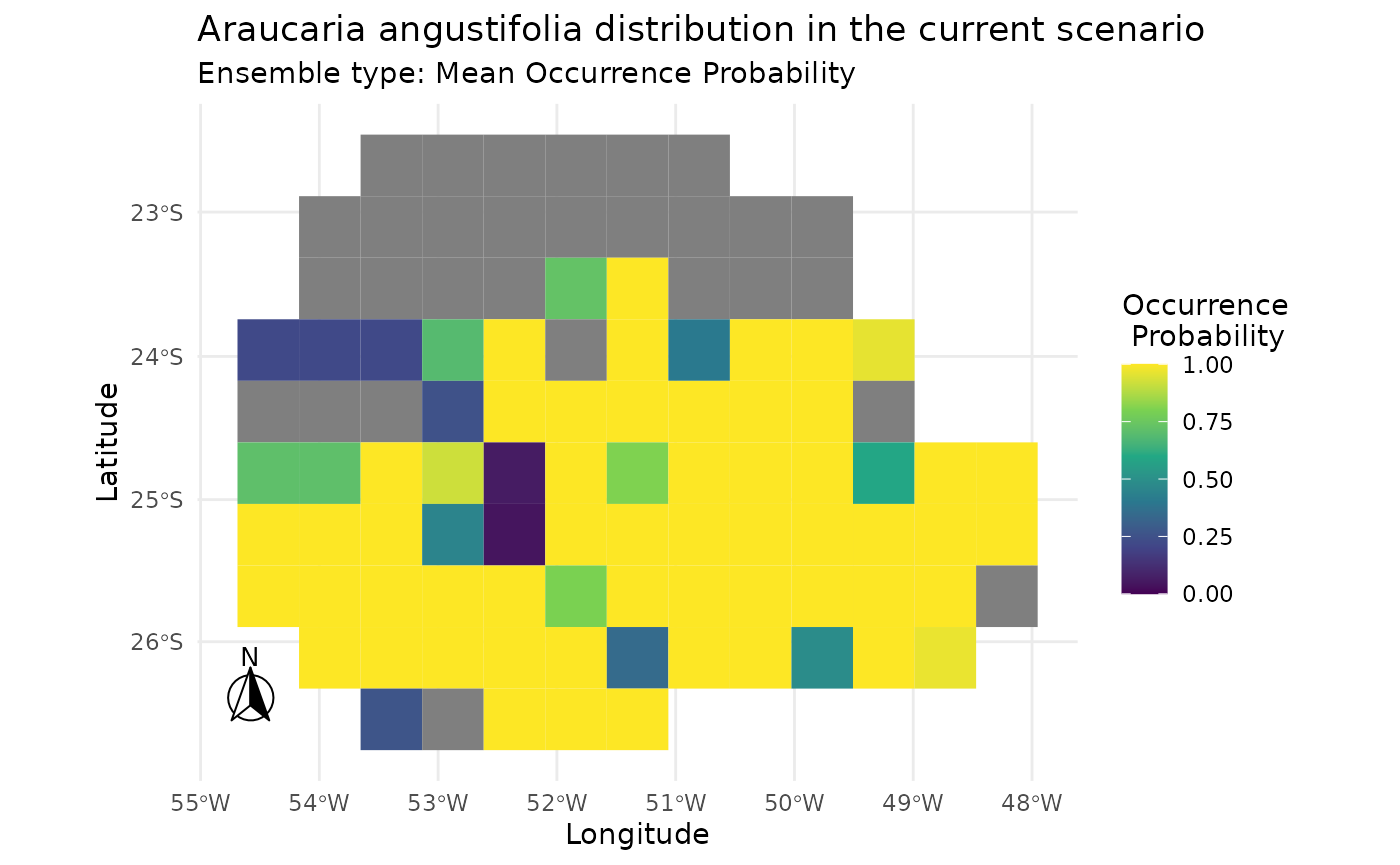 Araucaria angustifolia distribution in the current scenario
Ensemble type: Mean Occurrence Probability
23°S
24°S
25°S
26°S
Latitude
N
55°W 54°W 53°W 52°W 51°W 50°W 49°W 48°W
Longitude
Occurrence
Probability
1.00
0.75
0.50
0.25
0.00